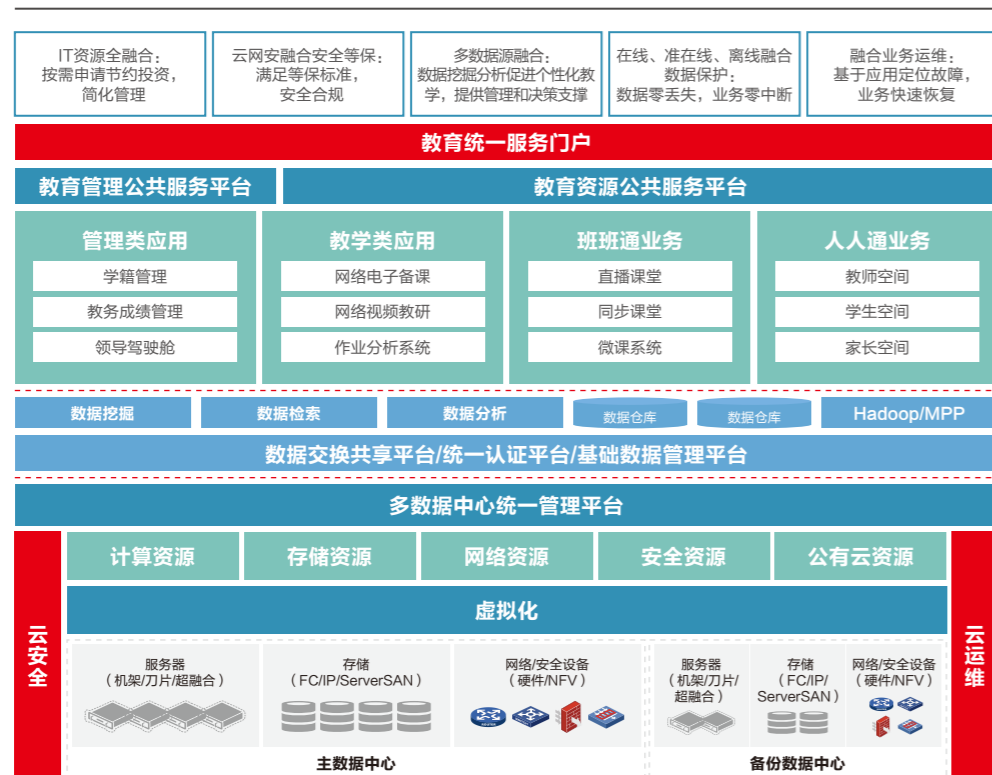 IT资源全融合：
按需申请节约投资，
简化管理
云网安融合安全等保：
满足等保标准，
安全合规
多数据源融合：
数据挖掘分析促进个性化教
学，提供管理和决策支撑
在线、准在线、离线融合
数据保护：
数据零丢失，业务零中断
融合业务运维：
基于应用定位故障，
业务快速恢复
教育统一服务门户
教育管理公共服务平台
教育资源公共服务平台
管理类应用
学籍管理
教务成绩管理
领导驾驶舱
教学类应用
网络电子备课
网络视频教研
作业分析系统
班班通业务
直播课堂
同步课堂
微课系统
人人通业务
教师空间
学生空间
家长空间
数据挖掘
数据检索
数据分析
数据仓库
数据仓库
Hadoop/MPP
数据交换共享平台/统一认证平台/基础数据管理平台
多数据中心统一管理平台
云安全
计算资源
存储资源
网络资源
安全资源
公有云资源
云运维
虚拟化
服务器
（机架/刀片/超融合）
存储
（FC/IP/ServerSAN）
网络/安全设备
（硬件/NFV）
主数据中心
服务器
（机架/刀片/
超融合）
存储
（FC/IP/
ServerSAN）
网络/安全设备
（硬件/NFV）
备份数据中心